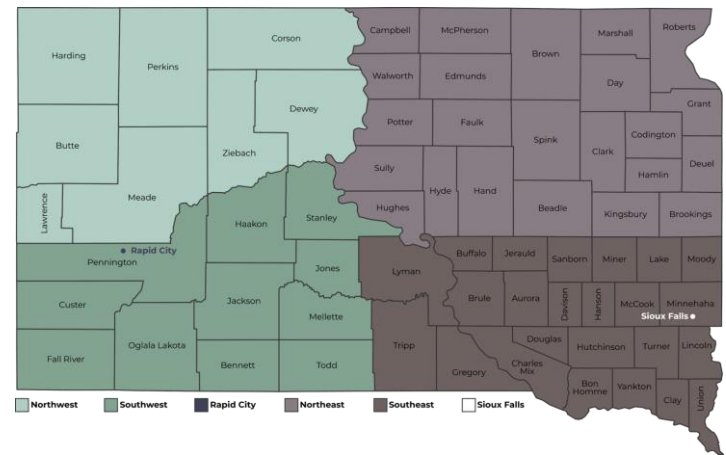 Harding
Perkins
Corson
Campbell
McPherson
Brown
Marshall
Roberts
Walworth
Edmunds
Day
Grant
Dewey
Butte
Ziebach
Potter
Faulk
Spink
Clark
Codington
Hamlin
Deuel
Lawrence
Meade
Sully
Hyde
Hand
Beadle
Kingsbury
Brookings
Hughes
Haakon
Stanley
Rapid City
Pennington
Jones
Lyman
Buffalo
Jerauld
Sanborn
Miner
Lake
Moody
Custer
Jackson
Mellette
Brule
Aurora
Davison
Hanson
McCook
Minnehaha
Sioux Falls
Fall River
Oglala Lakota
Bennett
Todd
Tripp
Gregory
Charles
Mix
Douglas
Hutchinson
Turner
Lincoln
Bon
Homme
Yankton
Clay
Union
Northwest
Southwest
Rapid City
Northeast
Southeast
Sioux Falls